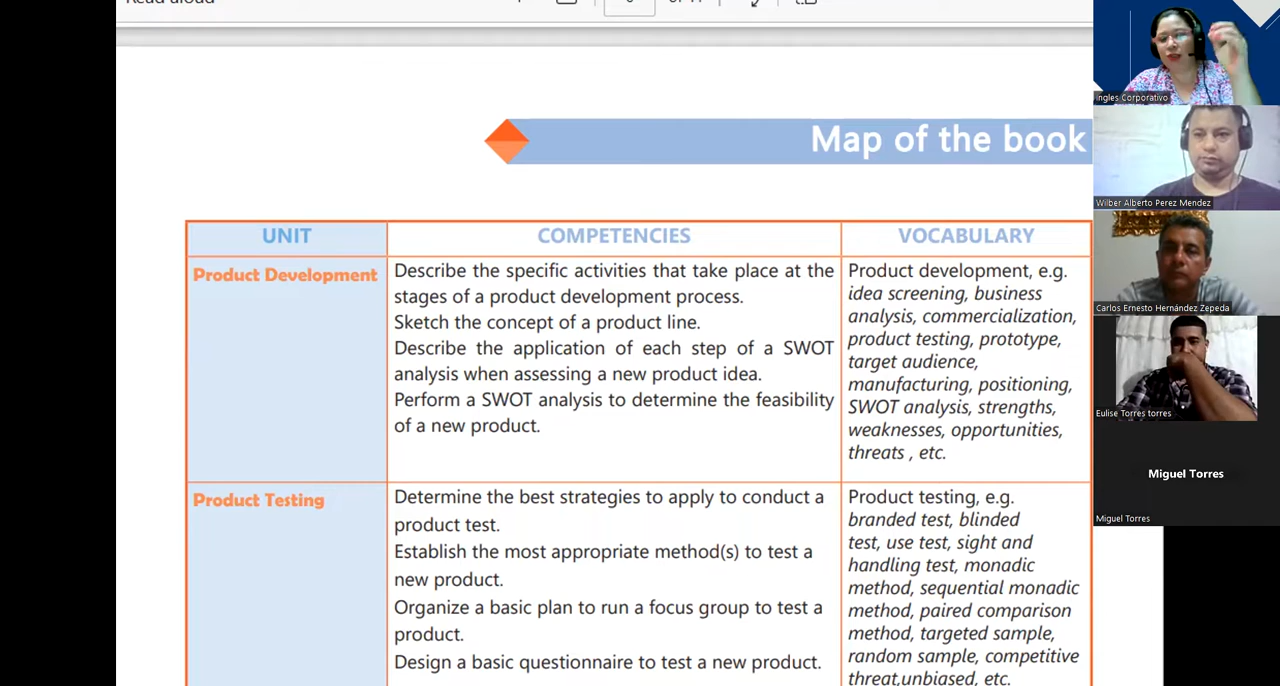 Read aloud
Map of the book
UNIT
COMPETENCIES
VOCABULARY
Product Development
Describe the specific activities that take place at the
stages of a product development process.
Sketch the concept of a product line.
Describe the application of each step of a SWOT
analysis when assessing a new product idea.
Perform a SWOT analysis to determine the feasibility
of a new product.
Product development, e.g.
idea screening, business
analysis, commercialization,
product testing, prototype,
target audience,
manufacturing, positioning,
SWOT analysis, strengths,
weaknesses, opportunities,
threats , etc.
Product Testing
Determine the best strategies to apply to conduct a
product test.
Establish the most appropriate method(s) to test a
new product.
Organize a basic plan to run a focus group to test a
product.
Design a basic questionnaire to test a new product.
Product testing, e.g.
branded test, blinded
test, use test, sight and
handling test, monadic
method, sequential monadic
method, paired comparison
method, targeted sample,
random sample, competitive
threat,unbiased, etc.
Ingles Corporativo
Wilber Alberto Perez Mendez
Carlos Ernesto Hernández Zepeda
Eulise Torres torres
Miguel Torres
Miguel Torres